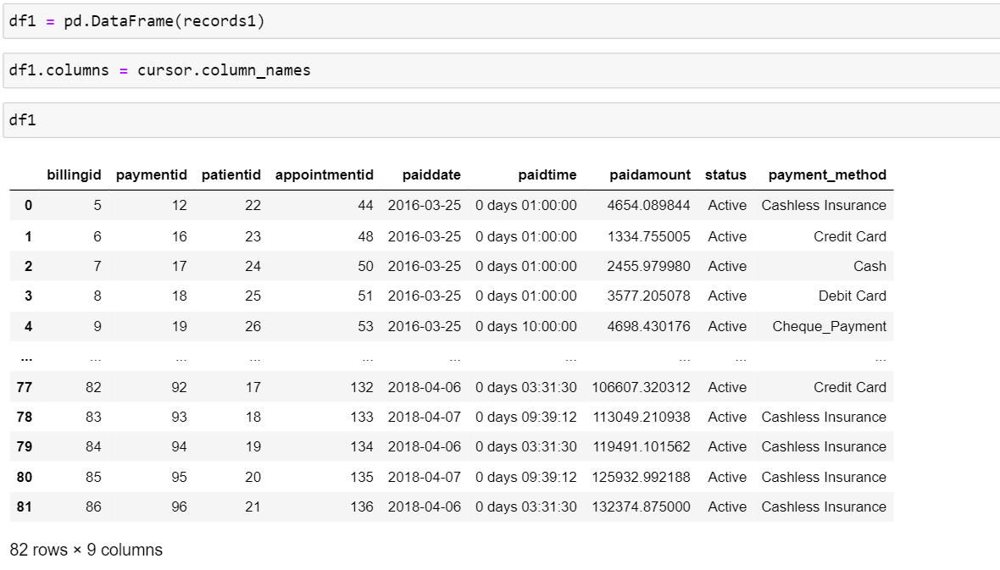 df1 = pd.DataFrame(records1)
df1.columns = cursor.column_names
df1
billingid paymentid patientid appointmentid paiddate paidtime paidamount status payment_method
0 5 12 22 44 2016-03-25 0 days 01:00:00 4654.089844 Active Cashless Insurance
1 6 16 23 48 2016-03-25 0 days 01:00:00 1334.755005 Active Credit Card
2 7 17 24 50 2016-03-25 0 days 01:00:00 2455.979980 Active Cash
3 8 18 25 51 2016-03-25 0 days 01:00:00 3577.205078 Active Debit Card
4 9 19 26 53 2016-03-25 0 days 10:00:00 4698.430176 Active Cheque_Payment
... ... ... ... ... ... ... ... ... ...
77 82 92 17 132 2018-04-06 0 days 03:31:30 106607.320312 Active Credit Card
78 83 93 18 133 2018-04-07 0 days 09:39:12 113049.210938 Active Cashless Insurance
79 84 94 19 134 2018-04-06 0 days 03:31:30 119491.101562 Active Cashless Insurance
80 85 95 20 135 2018-04-07 0 days 09:39:12 125932.992188 Active Cashless Insurance
81 86 96 21 136 2018-04-06 0 days 03:31:30 132374.875000 Active Cashless Insurance
82 rows × 9 columns